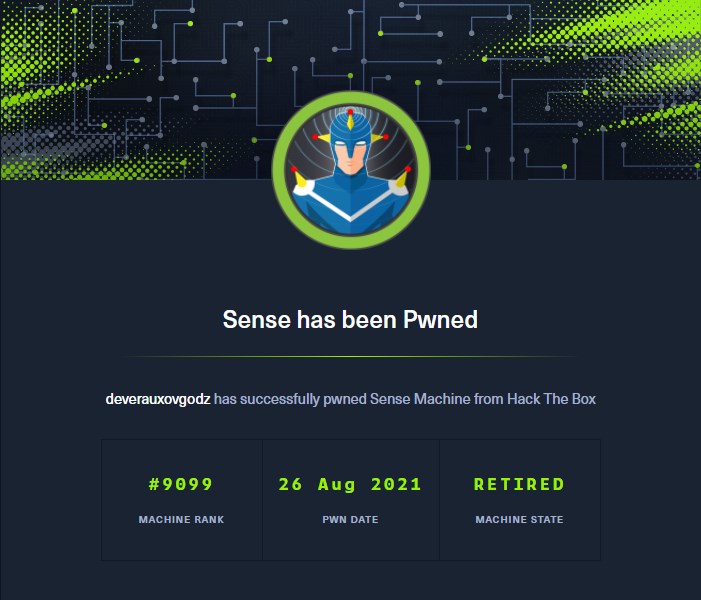 Sense has been Pwned
deverauxovgodz has successfully pwned Sense Machine from Hack The Box
#9099 26 Aug 2021 RETIRED
MACHINE RANK PWN DATE MACHINE STATE